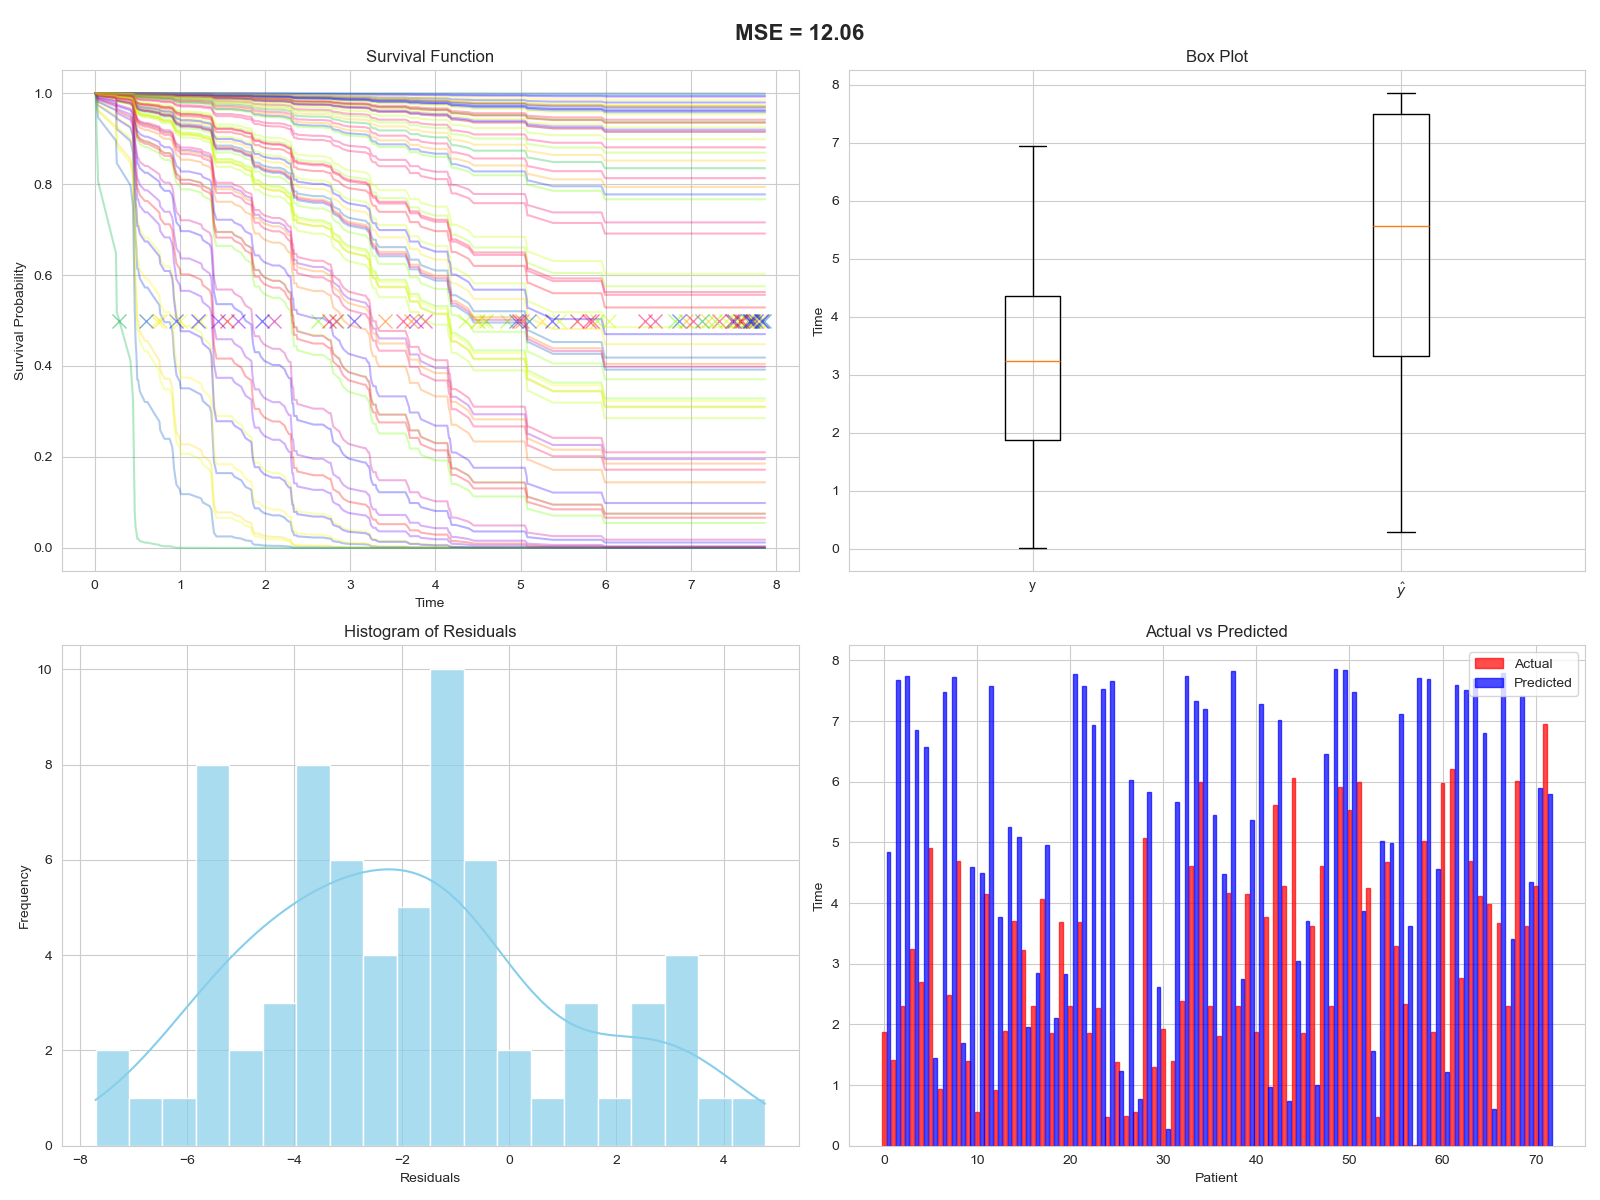 MSE = 12.06
Survival Function
1.0
0.8
0.6
0.4
0.2
0.0
Survival Probability
0 1 2 3 4 5 6 7 8
Time
Box Plot
8
7
6
5
4
3
2
1
0
Time
y ŷ
Histogram of Residuals
10
8
6
4
2
0
Frequency
−8 −6 −4 −2 0 2 4
Residuals
Actual vs Predicted
Actual
Predicted
8
7
6
5
4
3
2
1
0
Time
0 10 20 30 40 50 60 70
Patient